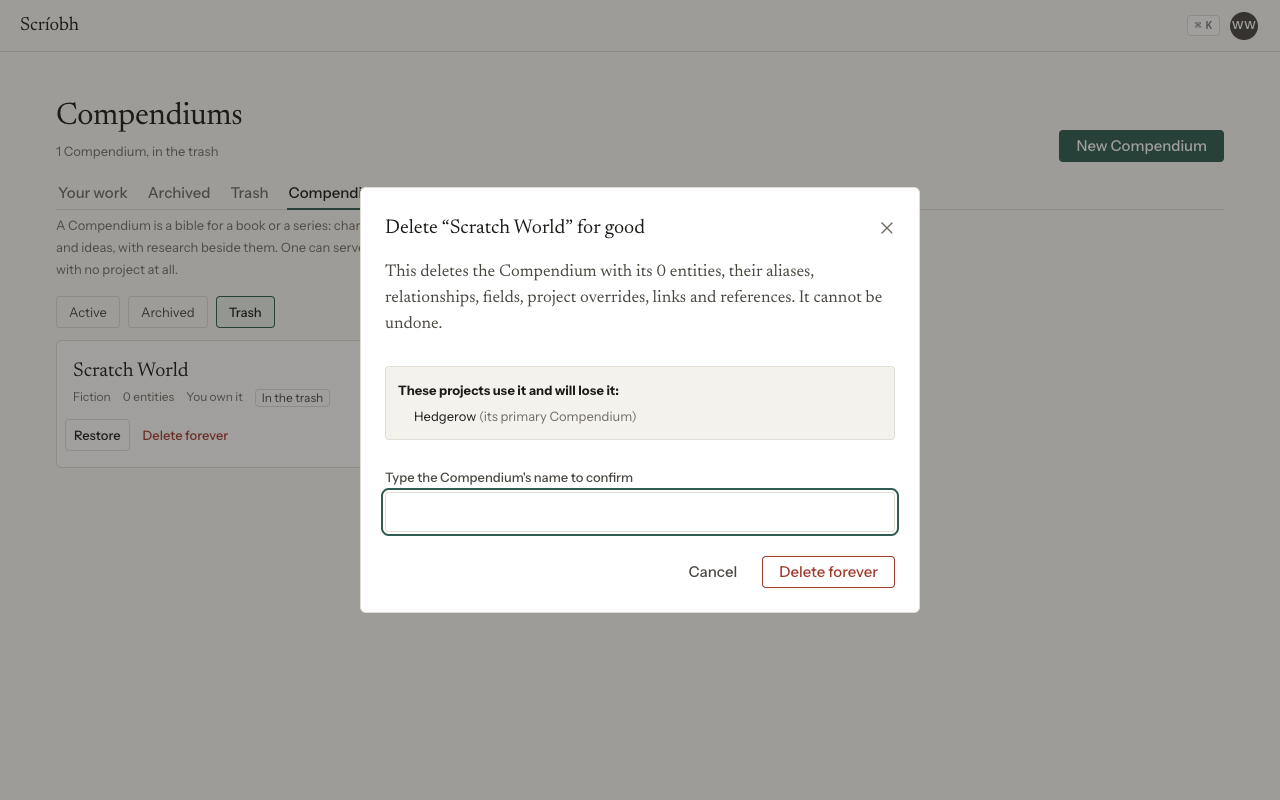 Scríobh
⌘ K
WW
Compendiums
1 Compendium, in the trash
New Compendium
Your work
Archived
Trash
Compendi
A Compendium is a bible for a book or a series: char
and ideas, with research beside them. One can serve
with no project at all.
Active
Archived
Trash
Scratch World
Fiction 0 entities You own it In the trash
Restore
Delete forever
Delete “Scratch World” for good
This deletes the Compendium with its 0 entities, their aliases,
relationships, fields, project overrides, links and references. It cannot be
undone.
These projects use it and will lose it:
Hedgerow (its primary Compendium)
Type the Compendium's name to confirm
Cancel
Delete forever